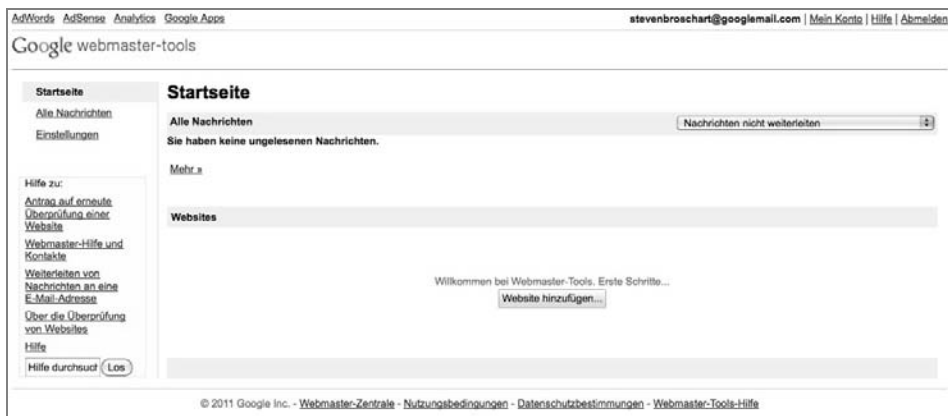 AdWords AdSense Analytics Google Apps
stevenbroschart@googlemail.com | Mein Konto | Hilfe | Abmelden
Google webmaster-tools
Startseite
Alle Nachrichten
Einstellungen
Hilfe zu:
Antrag auf erneute
Überprüfung einer
Website
Webmaster-Hilfe und
Kontakte
Weiterleiten von
Nachrichten an eine
E-Mail-Adresse
Über die Überprüfung
von Websites
Hilfe
Hilfe durchsucl Los
Startseite
Alle Nachrichten
Nachrichten nicht weiterleiten
Sie haben keine ungelesenen Nachrichten.
Mehr »
Websites
Willkommen bei Webmaster-Tools. Erste Schritte...
Website hinzufügen...
© 2011 Google Inc. - Webmaster-Zentrale - Nutzungsbedingungen - Datenschutzbestimmungen - Webmaster-Tools-Hilfe